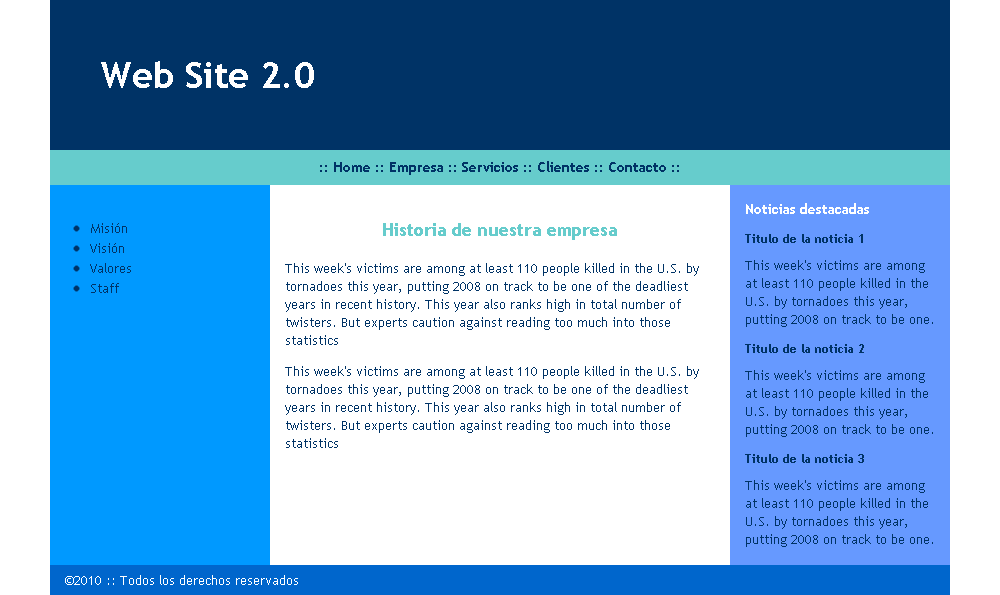 Web Site 2.0
:: Home :: Empresa :: Servicios :: Clientes :: Contacto ::
Misión
Visión
Valores
Staff
Historia de nuestra empresa
This week's victims are among at least 110 people killed in the U.S. by
tornadoes this year, putting 2008 on track to be one of the deadliest
years in recent history. This year also ranks high in total number of
twisters. But experts caution against reading too much into those
statistics
This week's victims are among at least 110 people killed in the U.S. by
tornadoes this year, putting 2008 on track to be one of the deadliest
years in recent history. This year also ranks high in total number of
twisters. But experts caution against reading too much into those
statistics
Noticias destacadas
Titulo de la noticia 1
This week's victims are among
at least 110 people killed in the
U.S. by tornadoes this year,
putting 2008 on track to be one.
Titulo de la noticia 2
This week's victims are among
at least 110 people killed in the
U.S. by tornadoes this year,
putting 2008 on track to be one.
Titulo de la noticia 3
This week's victims are among
at least 110 people killed in the
U.S. by tornadoes this year,
putting 2008 on track to be one.
©2010 :: Todos los derechos reservados